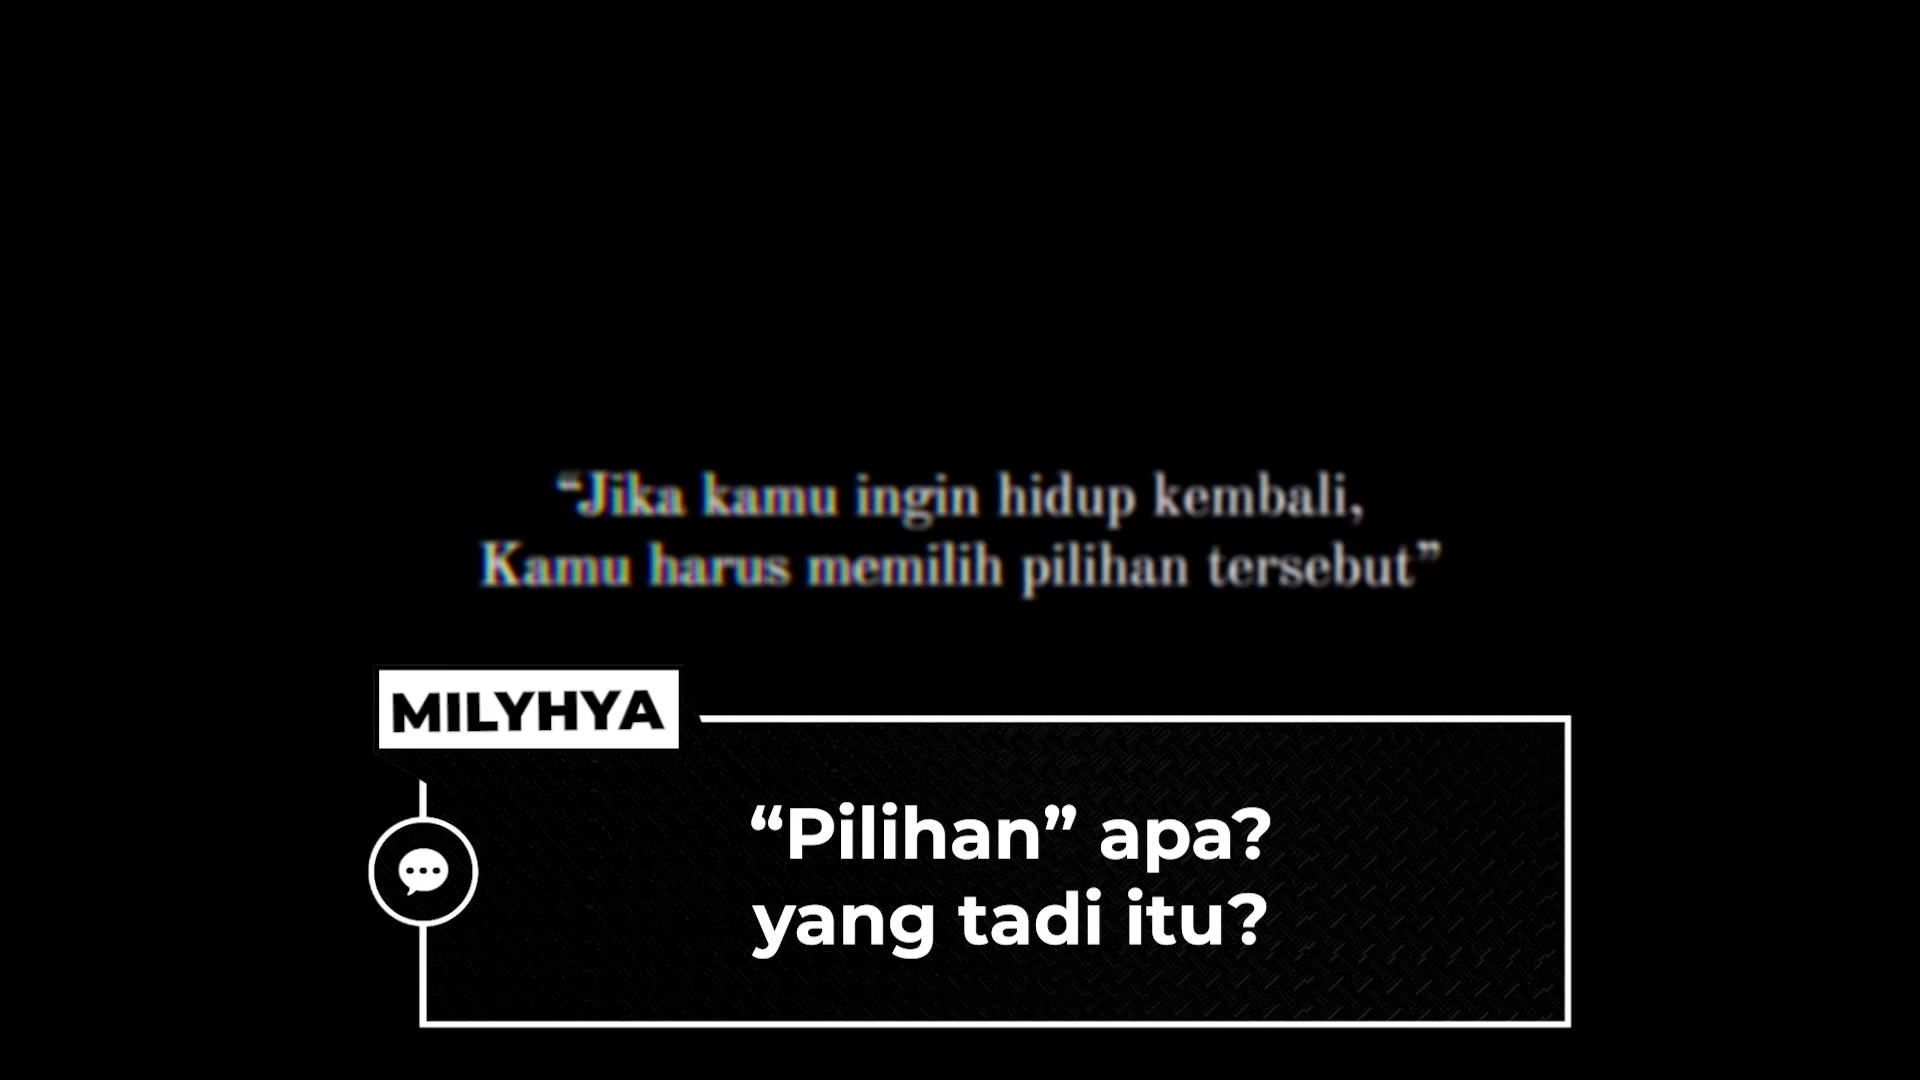 “Jika kamu ingin hidup kembali,
Kamu harus memilih pilihan tersebut”
MILYHYA
“Pilihan” apa?
yang tadi itu?